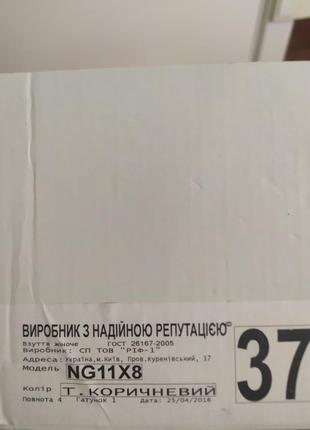 ВИРОБНИК З НАДІЙНОЮ РЕПУТАЦІЄЮ®
Взуття жіноче ГОСТ 26167-2005
Виробник: СП ТОВ "РІФ-1"
Адреса: Україна,м.Київ, Пров.Куренівський, 17
Модель NG11X8
Колір Т.КОРИЧНЕВИЙ
Повнота 4 Гатунок 1 Дата: 25/04/2016
37